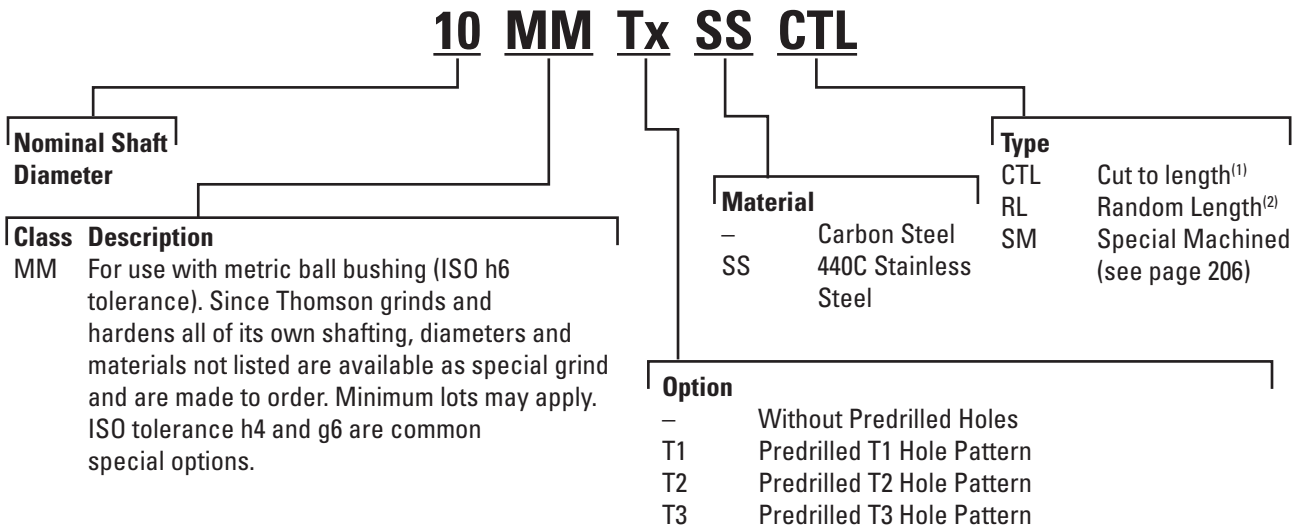 10 MM Tx SS CTL
Nominal Shaft
Diameter
Class Description
MM For use with metric ball bushing (ISO h6
tolerance). Since Thomson grinds and
hardens all of its own shafting, diameters and
materials not listed are available as special grind
and are made to order. Minimum lots may apply.
ISO tolerance h4 and g6 are common
special options.
Option
– Without Predrilled Holes
T1 Predrilled T1 Hole Pattern
T2 Predrilled T2 Hole Pattern
T3 Predrilled T3 Hole Pattern
Material
– Carbon Steel
SS 440C Stainless
Steel
Type
CTL Cut to length(1)
RL Random Length(2)
SM Special Machined
(see page 206)